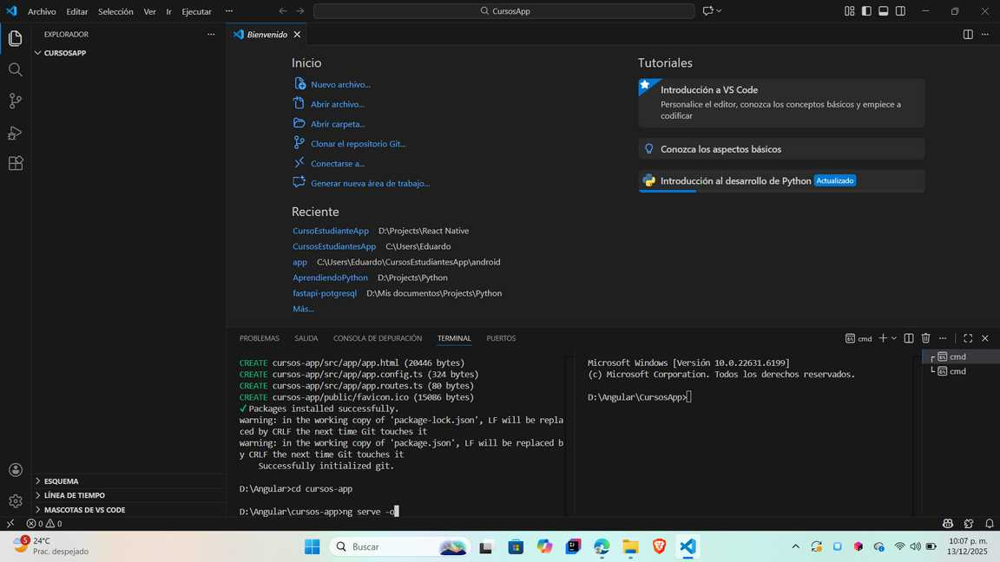 Archivo Editar Selección Ver Ir Ejecutar ··· CursosApp
EXPLORADOR ···
CURSOSAPP
Bienvenido
Inicio
Nuevo archivo...
Abrir archivo...
Abrir carpeta...
Clonar el repositorio Git...
Conectarse a...
Generar nueva área de trabajo...
Reciente
CursoEstudianteApp D:\Projects\React Native
CursosEstudiantesApp C:\Users\Eduardo
app C:\Users\Eduardo\CursosEstudiantesApp\android
AprendiendoPython D:\Projects\Python
fastapi-potgresql D:\Mis documentos\Projects\Python
Más...
Tutoriales
Introducción a VS Code
Personalice el editor, conozca los conceptos básicos y empiece a
codificar
Conozca los aspectos básicos
Introducción al desarrollo de Python Actualizado
PROBLEMAS SALIDA CONSOLA DE DEPURACIÓN TERMINAL PUERTOS cmd
CREATE cursos-app/src/app/app.html (20446 bytes)
CREATE cursos-app/src/app/app.config.ts (324 bytes)
CREATE cursos-app/src/app/app.routes.ts (80 bytes)
CREATE cursos-app/public/favicon.ico (15086 bytes)
✓ Packages installed successfully.
warning: in the working copy of 'package-lock.json', LF will be repla
ced by CRLF the next time Git touches it
warning: in the working copy of 'package.json', LF will be replaced b
y CRLF the next time Git touches it
Successfully initialized git.
D:\Angular>cd cursos-app
D:\Angular\cursos-app>ng serve -o
Microsoft Windows [Versión 10.0.22631.6199]
(c) Microsoft Corporation. Todos los derechos reservados.
D:\Angular\CursosApp>
cmd
cmd
ESQUEMA
LÍNEA DE TIEMPO
MASCOTAS DE VS CODE
0 0
5
24°C
Prac. despejado
Buscar
10:07 p. m.
13/12/2025